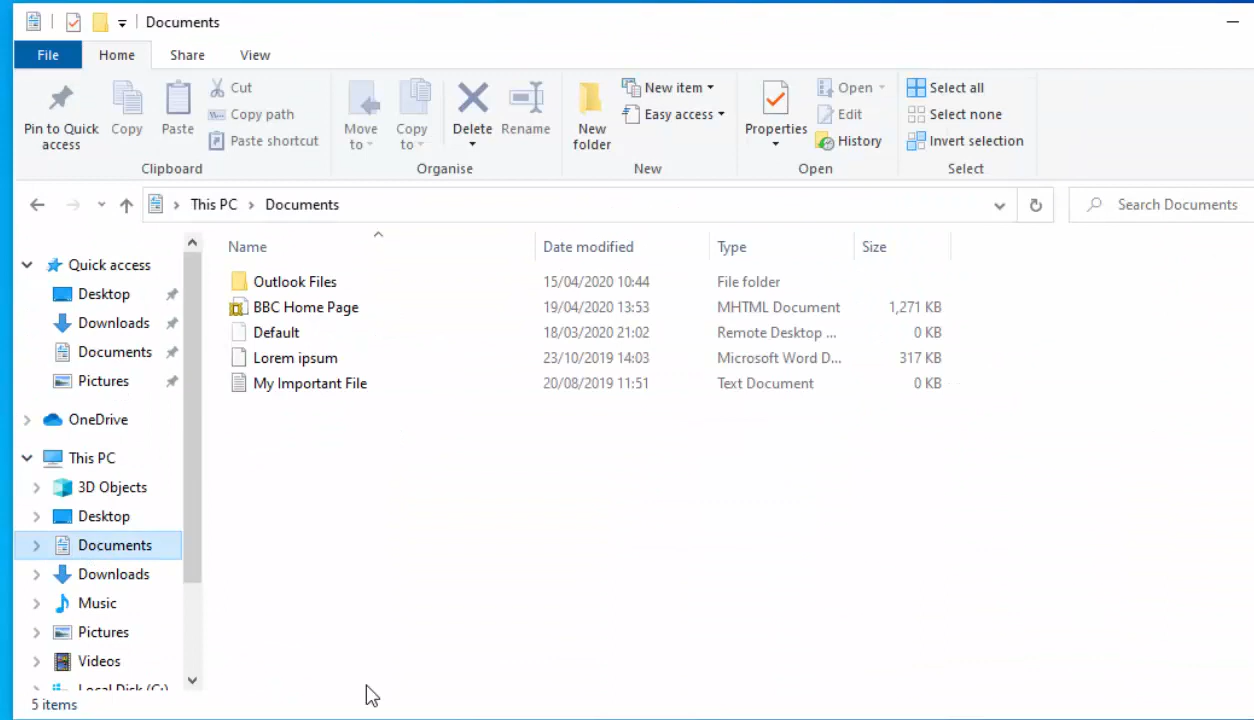 Documents
File Home Share View
Pin to Quick access
Copy
Paste
Cut
Copy path
Paste shortcut
Clipboard
Move to
Copy to
Delete
Rename
Organise
New folder
New item
Easy access
New
Properties
Open
Edit
History
Open
Select all
Select none
Invert selection
Select
This PC > Documents
Search Documents
Name Date modified Type Size
Outlook Files 15/04/2020 10:44 File folder
BBC Home Page 19/04/2020 13:53 MHTML Document 1,271 KB
Default 18/03/2020 21:02 Remote Desktop ... 0 KB
Lorem ipsum 23/10/2019 14:03 Microsoft Word D... 317 KB
My Important File 20/08/2019 11:51 Text Document 0 KB
Quick access
Desktop
Downloads
Documents
Pictures
OneDrive
This PC
3D Objects
Desktop
Documents
Downloads
Music
Pictures
Videos
Local Disk (C:)
5 items